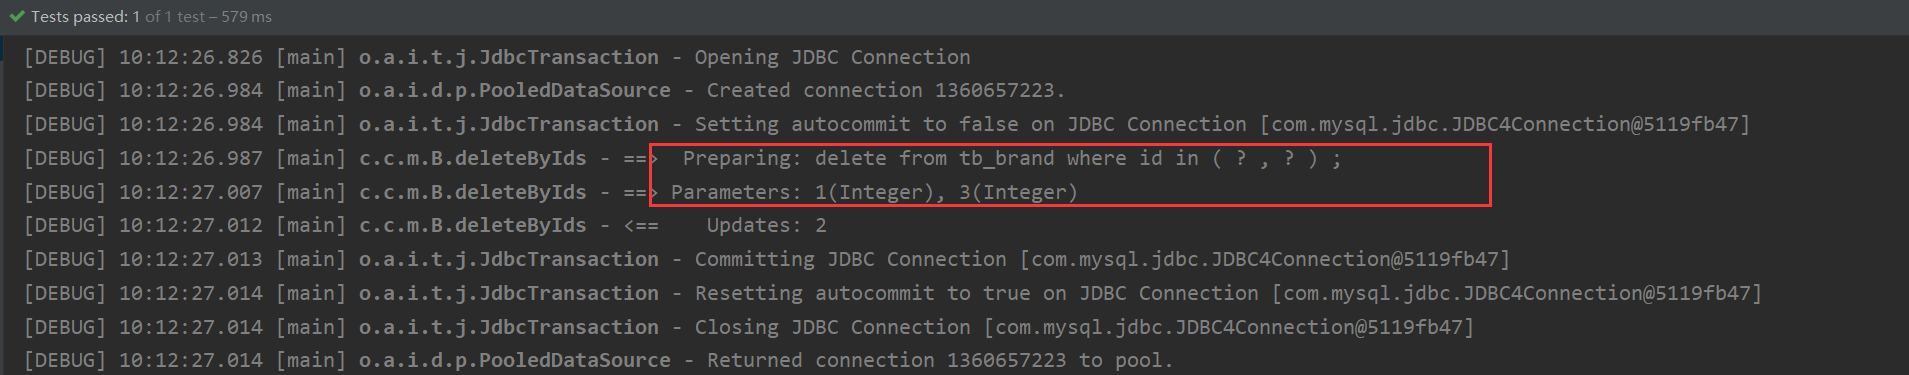 Tests passed: 1 of 1 test – 579 ms
[DEBUG] 10:12:26.826 [main] o.a.i.t.j.JdbcTransaction - Opening JDBC Connection
[DEBUG] 10:12:26.984 [main] o.a.i.d.p.PooledDataSource - Created connection 1360657223.
[DEBUG] 10:12:26.984 [main] o.a.i.t.j.JdbcTransaction - Setting autocommit to false on JDBC Connection [com.mysql.jdbc.JDBC4Connection@5119fb47]
[DEBUG] 10:12:26.987 [main] c.c.m.B.deleteByIds - ==>  Preparing: delete from tb_brand where id in ( ? , ? ) ;
[DEBUG] 10:12:27.007 [main] c.c.m.B.deleteByIds - ==> Parameters: 1(Integer), 3(Integer)
[DEBUG] 10:12:27.012 [main] c.c.m.B.deleteByIds - <==    Updates: 2
[DEBUG] 10:12:27.013 [main] o.a.i.t.j.JdbcTransaction - Committing JDBC Connection [com.mysql.jdbc.JDBC4Connection@5119fb47]
[DEBUG] 10:12:27.014 [main] o.a.i.t.j.JdbcTransaction - Resetting autocommit to true on JDBC Connection [com.mysql.jdbc.JDBC4Connection@5119fb47]
[DEBUG] 10:12:27.014 [main] o.a.i.t.j.JdbcTransaction - Closing JDBC Connection [com.mysql.jdbc.JDBC4Connection@5119fb47]
[DEBUG] 10:12:27.014 [main] o.a.i.d.p.PooledDataSource - Returned connection 1360657223 to pool.